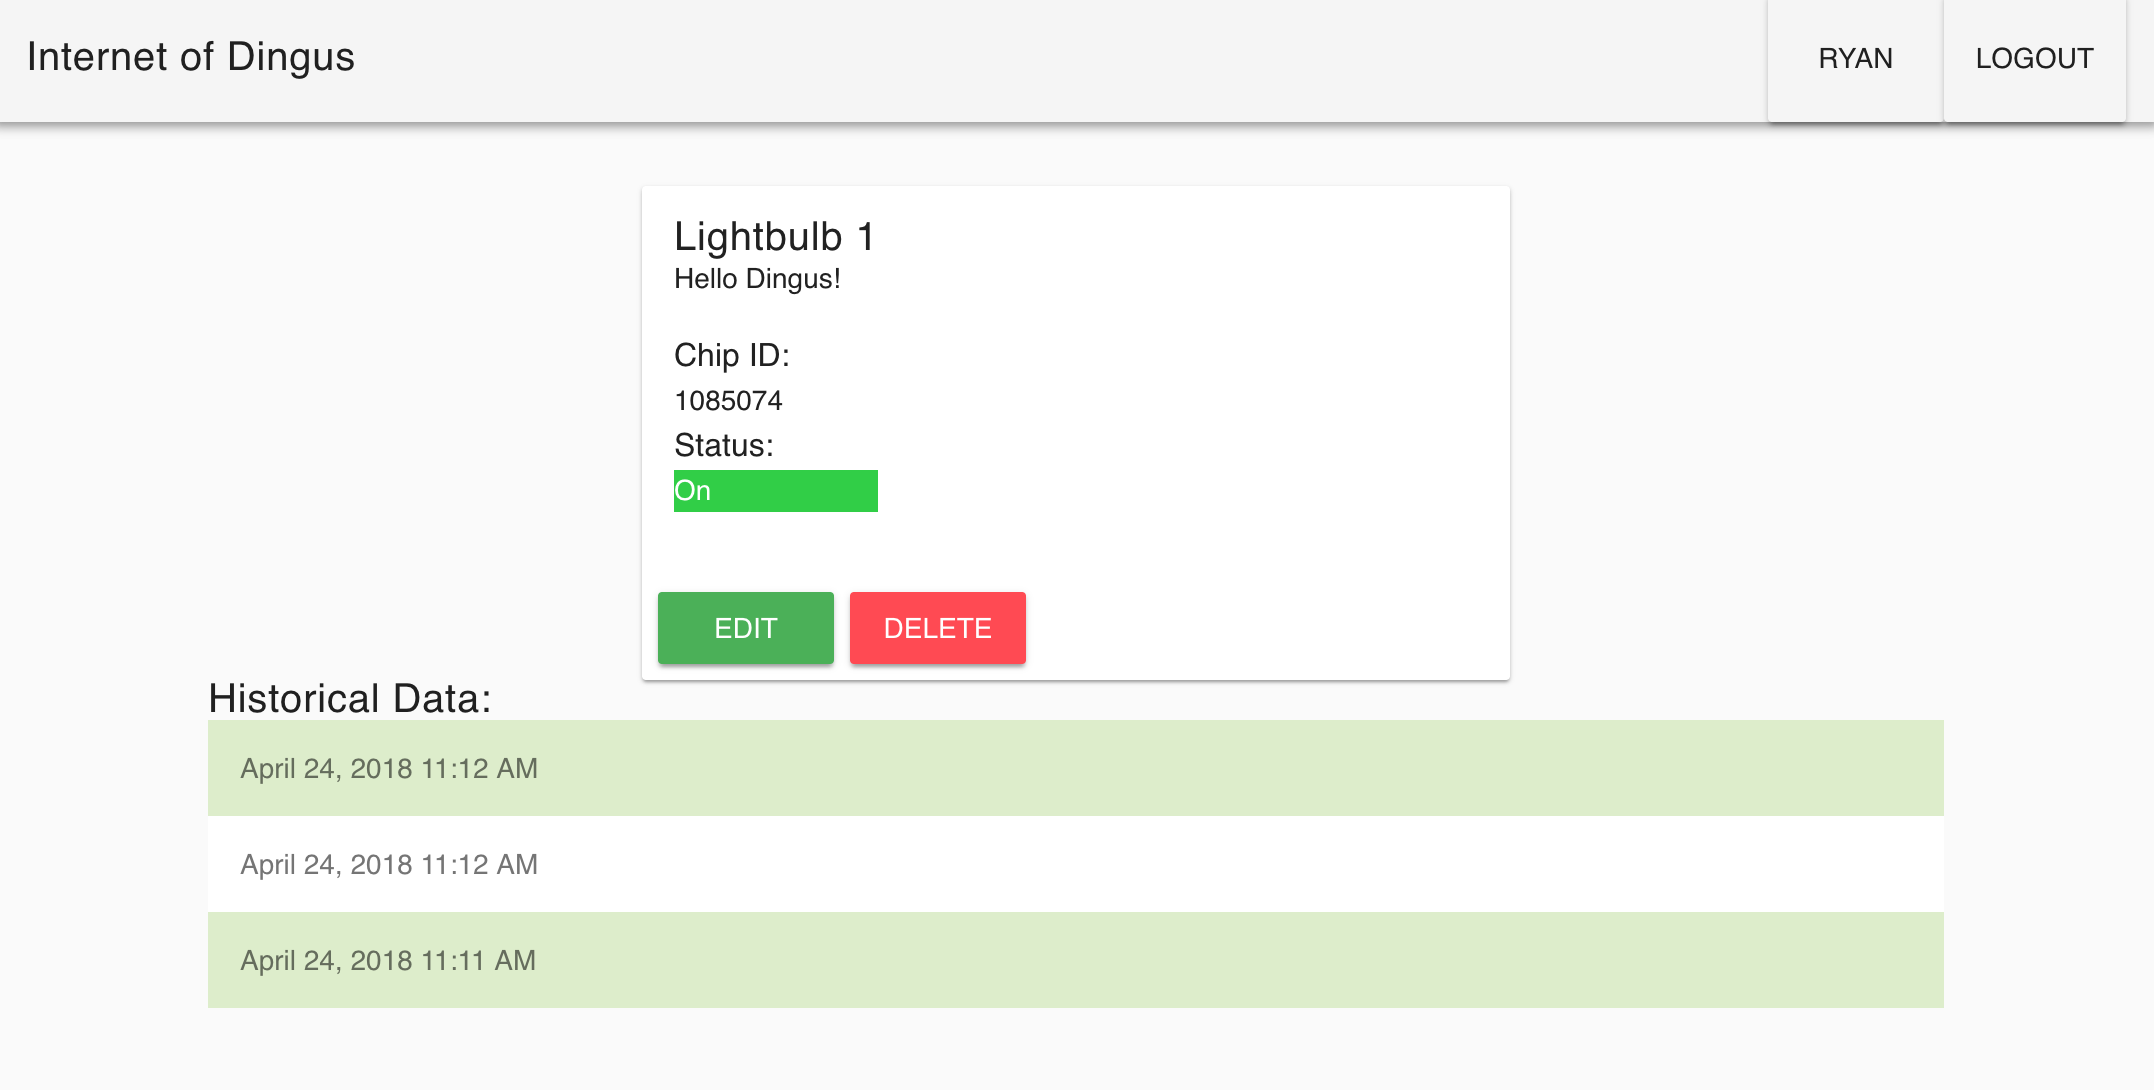 Internet of Dingus
RYAN
LOGOUT
Lightbulb 1
Hello Dingus!
Chip ID:
1085074
Status:
On
EDIT
DELETE
Historical Data:
April 24, 2018 11:12 AM
April 24, 2018 11:12 AM
April 24, 2018 11:11 AM